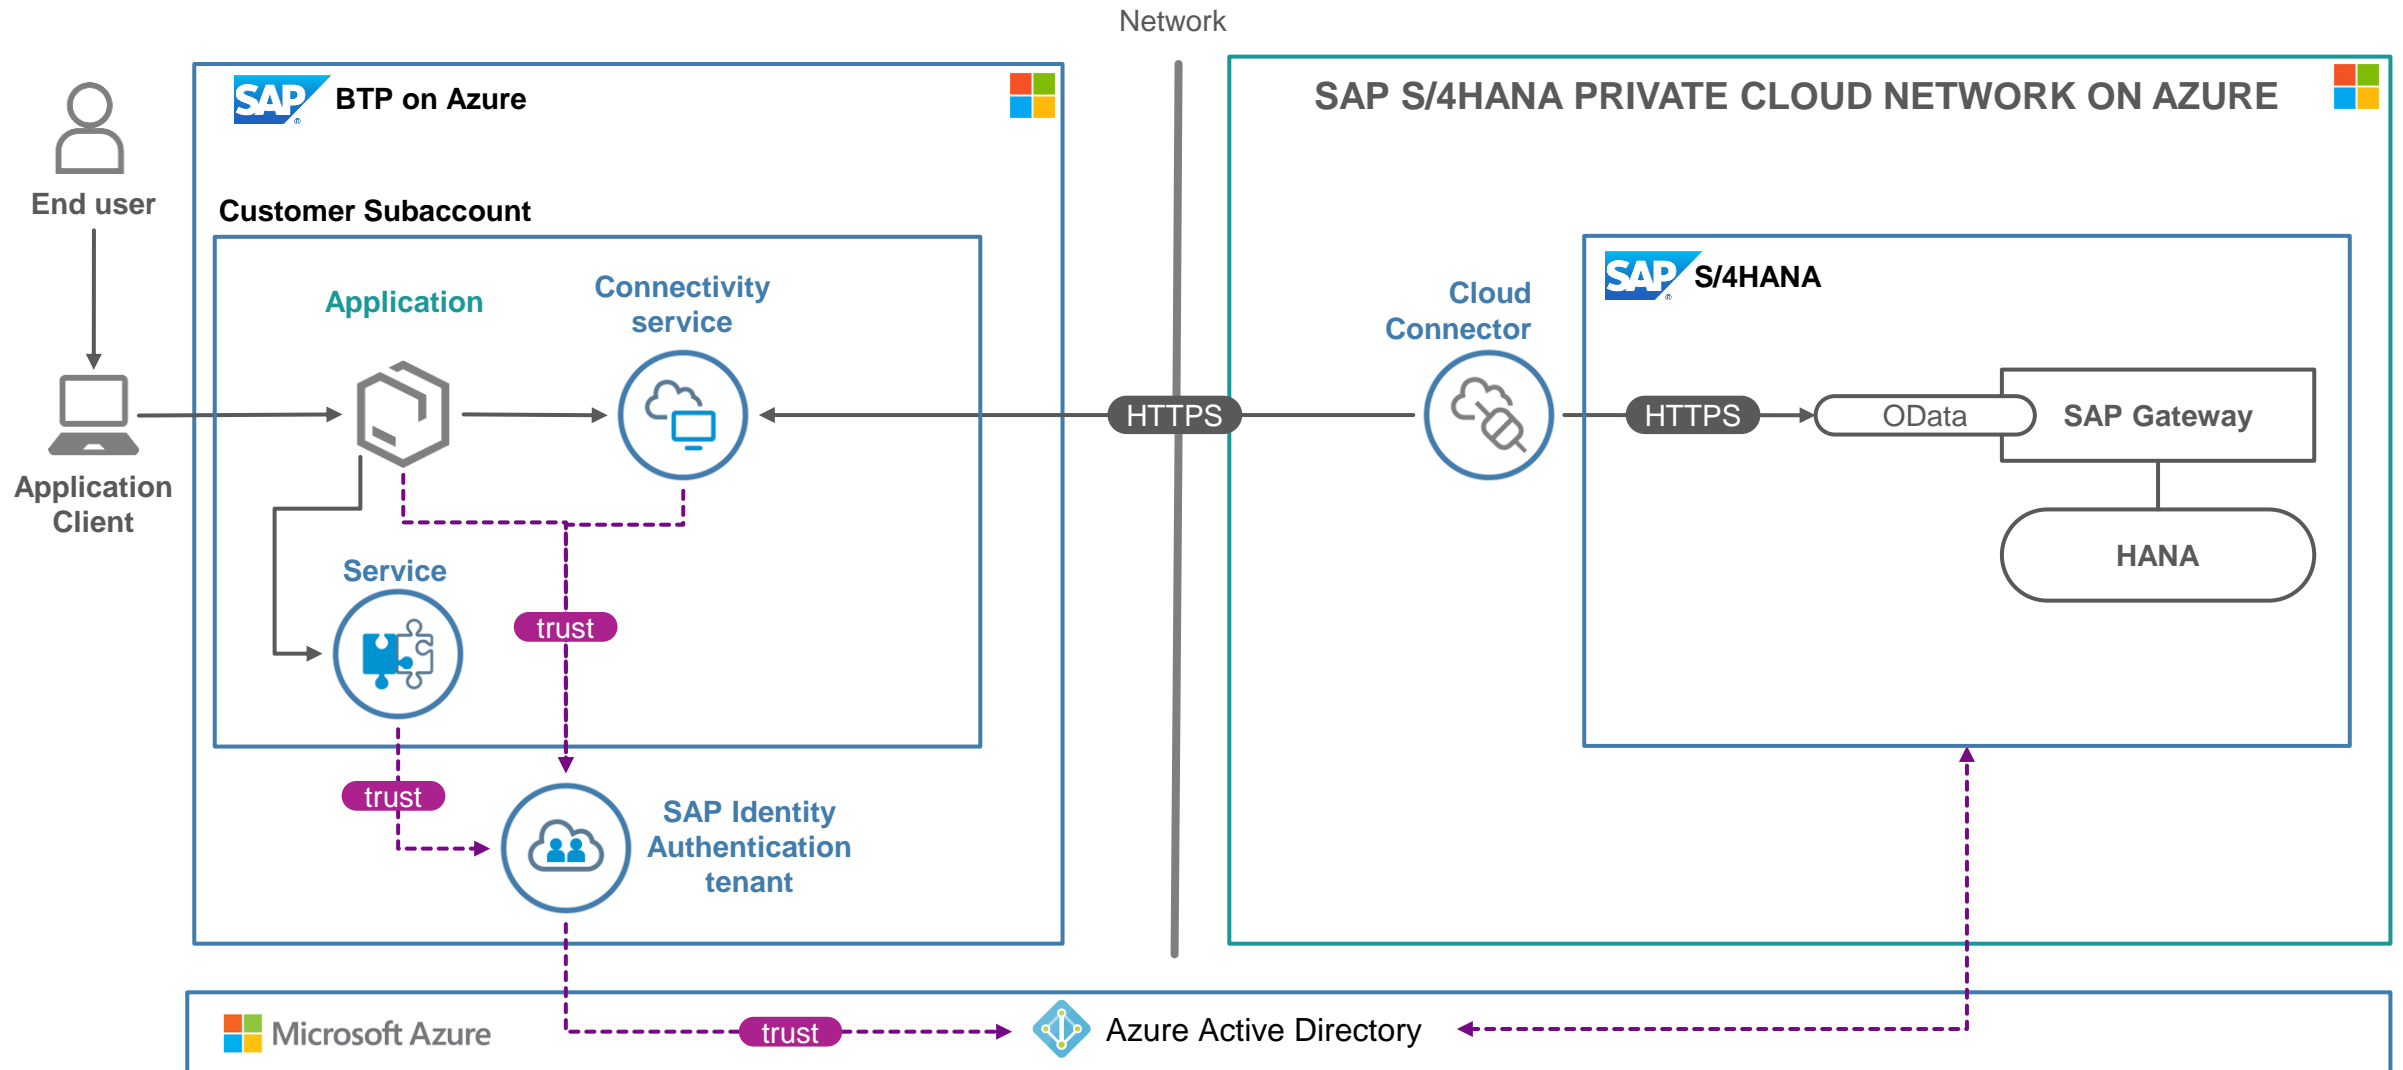 Network
SAP BTP on Azure
SAP S/4HANA PRIVATE CLOUD NETWORK ON AZURE
End user
Customer Subaccount
Application
Connectivity
service
Cloud
Connector
SAP S/4HANA
HTTPS
HTTPS
OData
SAP Gateway
Application
Client
HANA
Service
trust
trust
SAP Identity
Authentication
tenant
Microsoft Azure
trust
Azure Active Directory